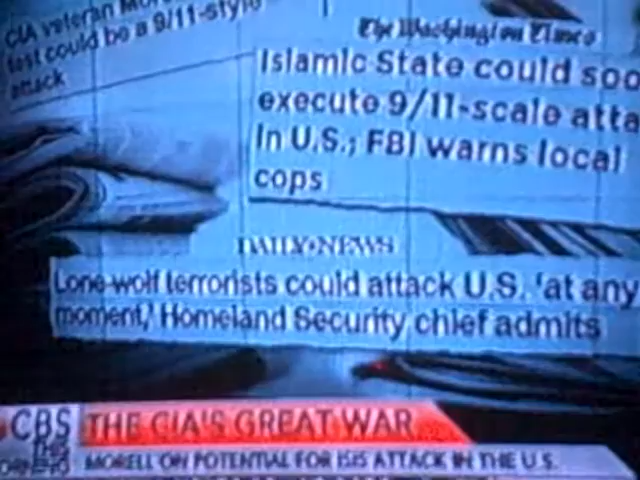 CIA veteran
test could be a 9/11-style
attack
The Washington Times
Islamic State could soo
execute 9/11-scale atta
in U.S.; FBI warns local
cops
DAILY NEWS
Lone-wolf terrorists could attack U.S. 'at any
moment,' Homeland Security chief admits
CBS THE CIA'S GREAT WAR
THIS
MORELL ON POTENTIAL FOR ISIS ATTACK IN THE U.S.